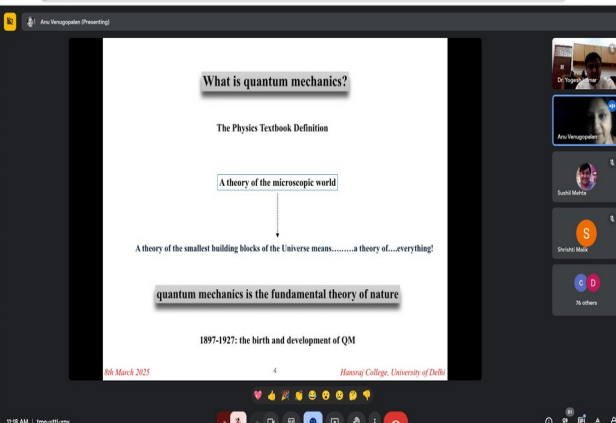 Anu Venugopalan (Presenting)
What is quantum mechanics?
The Physics Textbook Definition
A theory of the microscopic world
A theory of the smallest building blocks of the Universe means.........a theory of....everything!
quantum mechanics is the fundamental theory of nature
1897-1927: the birth and development of QM
8th March 2025
4
Hansraj College, University of Delhi
Anu Venugopalan
Sushil Mehta
S
Shrishti Malik
C D
76 others
11:18 AM
81